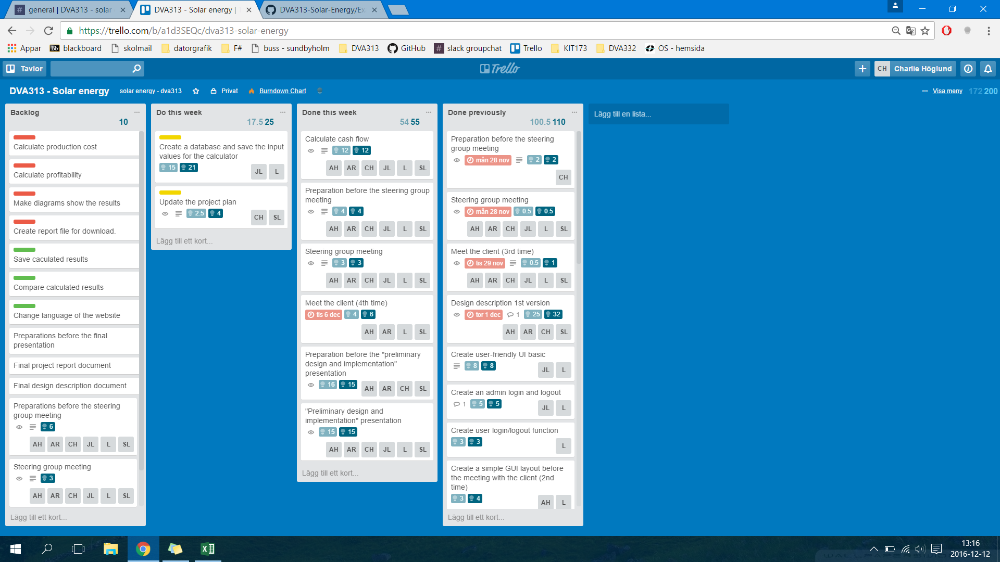 general | DVA313 - solar
DVA313 - Solar energy |
DVA313-Solar-Energy/Ex
https://trello.com/b/a1d3SEQc/dva313-solar-energy
Appar
Bb blackboard
skolmail
datorgrafik
F#
buss - sundbyholm
DVA313
GitHub
# slack groupchat
Trello
KIT173
DVA332
OS - hemsida
Tavlor
Trello
CH Charlie Höglund
DVA313 - Solar energy
solar energy - dva313
Privat
Burndown Chart
Visa meny
172 200
Backlog
10
Calculate production cost
Calculate profitability
Make diagrams show the results
Create report file for download.
Save caculated results
Compare calculated results
Change language of the website
Preparations before the final
presentation
Final project report document
Final design description document
Preparations before the steering
group meeting
6
AH AR CH JL L SL
Steering group meeting
3
AH AR CH JL L SL
Lägg till ett kort...
Do this week
17.5 25
Create a database and save the input
values for the calculator
15 21
JL L
Update the project plan
2.5 4
CH SL
Lägg till ett kort...
Done this week
54 55
Calculate cash flow
12 12
AH AR CH JL L SL
Preparation before the steering group
meeting
4 4
AH AR CH JL L SL
Steering group meeting
3 3
AH AR CH JL L SL
Meet the client (4th time)
tis 6 dec 4 6
AH AR L SL
Preparation before the "preliminary
design and implementation"
presentation
16 15
AH AR CH SL
"Preliminary design and
implementation" presentation
15 15
AH AR CH JL L SL
Lägg till ett kort...
Done previously
100.5 110
Preparation before the steering
group meeting
mån 28 nov 2 2
CH
Steering group meeting
mån 28 nov 0.5 0.5
AH AR CH JL L SL
Meet the client (3rd time)
tis 29 nov 0.5 1
AH AR CH JL L SL
Design description 1st version
tor 1 dec 1 25 32
AH AR CH SL
Create user-friendly UI basic
8 8
JL L
Create an admin login and logout
1 5 5
JL L
Create user login/logout function
3 3
L
Create a simple GUI layout before
the meeting with the client (2nd
time)
3 4
AH L
Lägg till ett kort...
Lägg till en lista...
13:16
2016-12-12